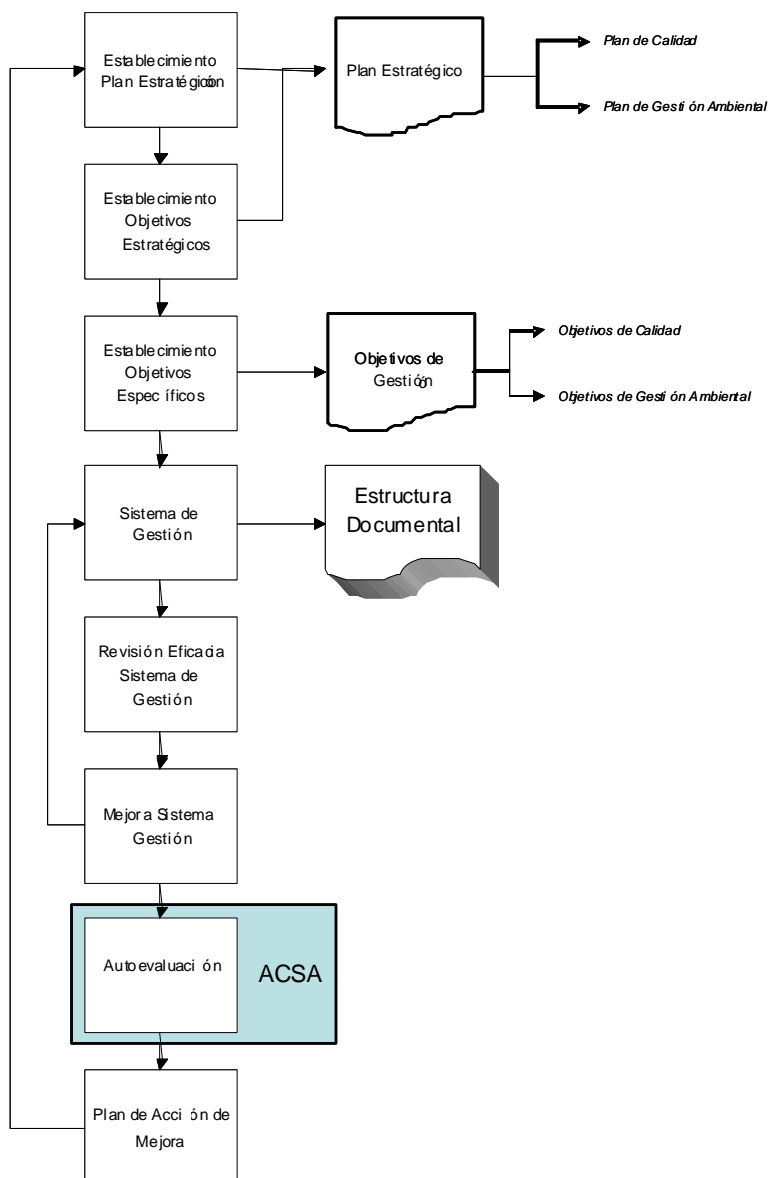 Establecimiento
Plan Estratégicón
Plan Estratégico
Plan de Calidad
Plan de Gestión Ambiental
Establecimiento
Objetivos
Estratégicos
Establecimiento
Objetivos
Específicos
Objetivos de
Gestión
Objetivos de Calidad
Objetivos de Gestión Ambiental
Sistema de
Gestión
Estructura
Documental
Revisión Eficacia
Sistema de
Gestión
Mejora Sistema
Gestión
Autoevaluación
ACSA
Plan de Acción de
Mejora